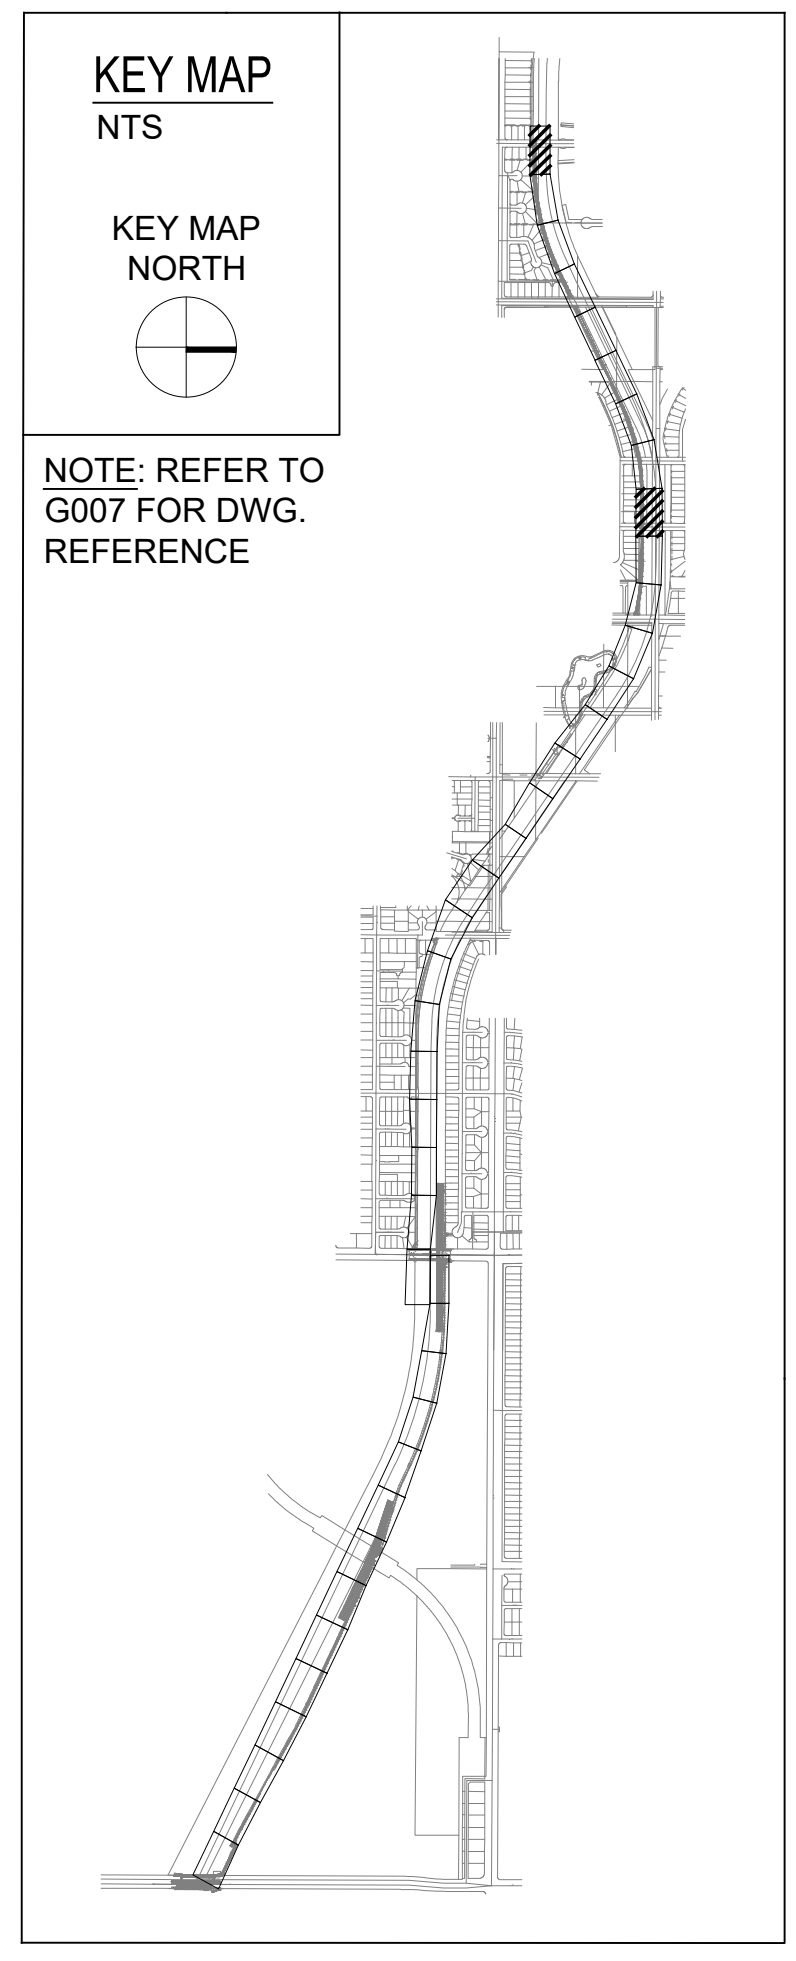 KEY MAP
NTS
KEY MAP
NORTH
NOTE: REFER TO
G007 FOR DWG.
REFERENCE